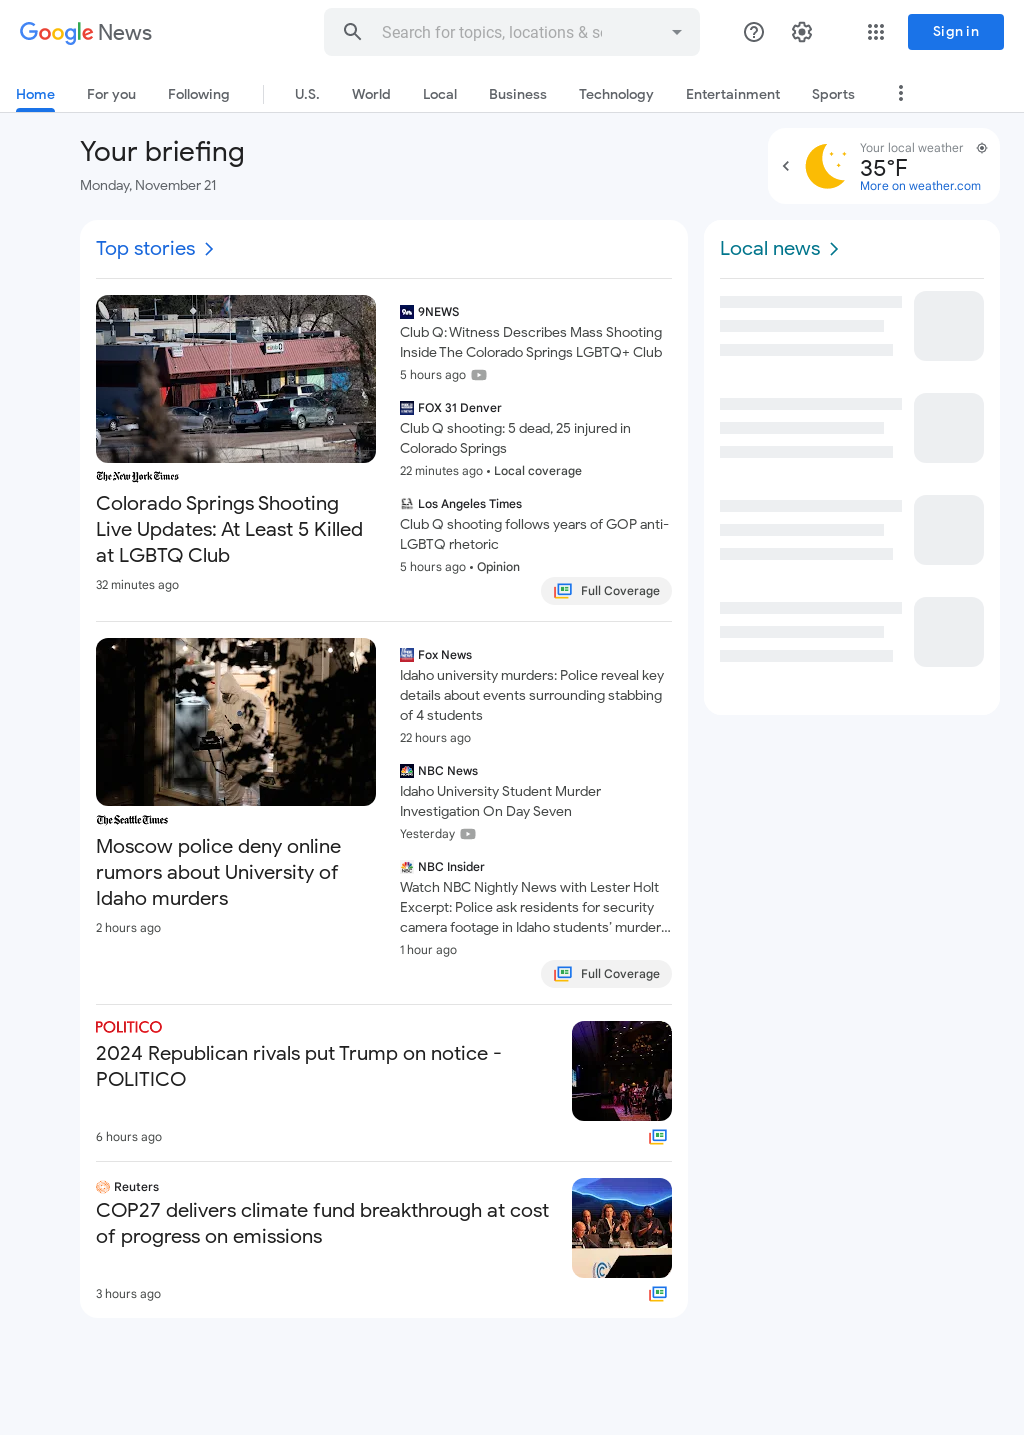 Google News
Search for topics, locations & so
Sign in
Home
For you
Following
U.S.
World
Local
Business
Technology
Entertainment
Sports
Your briefing
Monday, November 21
Your local weather
35°F
More on weather.com
Top stories
The New York Times
Colorado Springs Shooting
Live Updates: At Least 5 Killed
at LGBTQ Club
32 minutes ago
9NEWS
Club Q: Witness Describes Mass Shooting
Inside The Colorado Springs LGBTQ+ Club
5 hours ago
FOX 31 Denver
Club Q shooting: 5 dead, 25 injured in
Colorado Springs
22 minutes ago • Local coverage
Los Angeles Times
Club Q shooting follows years of GOP anti-
LGBTQ rhetoric
5 hours ago • Opinion
Full Coverage
The Seattle Times
Moscow police deny online
rumors about University of
Idaho murders
2 hours ago
Fox News
Idaho university murders: Police reveal key
details about events surrounding stabbing
of 4 students
22 hours ago
NBC News
Idaho University Student Murder
Investigation On Day Seven
Yesterday
NBC Insider
Watch NBC Nightly News with Lester Holt
Excerpt: Police ask residents for security
camera footage in Idaho students’ murder…
1 hour ago
Full Coverage
POLITICO
2024 Republican rivals put Trump on notice -
POLITICO
6 hours ago
Reuters
COP27 delivers climate fund breakthrough at cost
of progress on emissions
3 hours ago
Local news